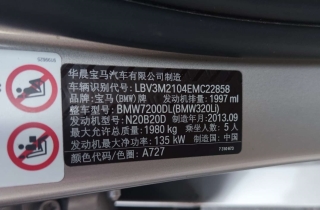 华晨宝马汽车有限公司制造
车辆识别代号: LBV3M2104EMC22858
品牌: 宝马(BMW)牌 发动机排量: 1997 ml
整车型号: BMW7200DL(BMW320Li)
发动机型号: N20B20D 制造年月: 2013.09
最大允许总质量: 1980 kg 乘坐人数: 5 人
发动机最大净功率: 135 kW 制造国: 中国
颜色代码/色圈: A727